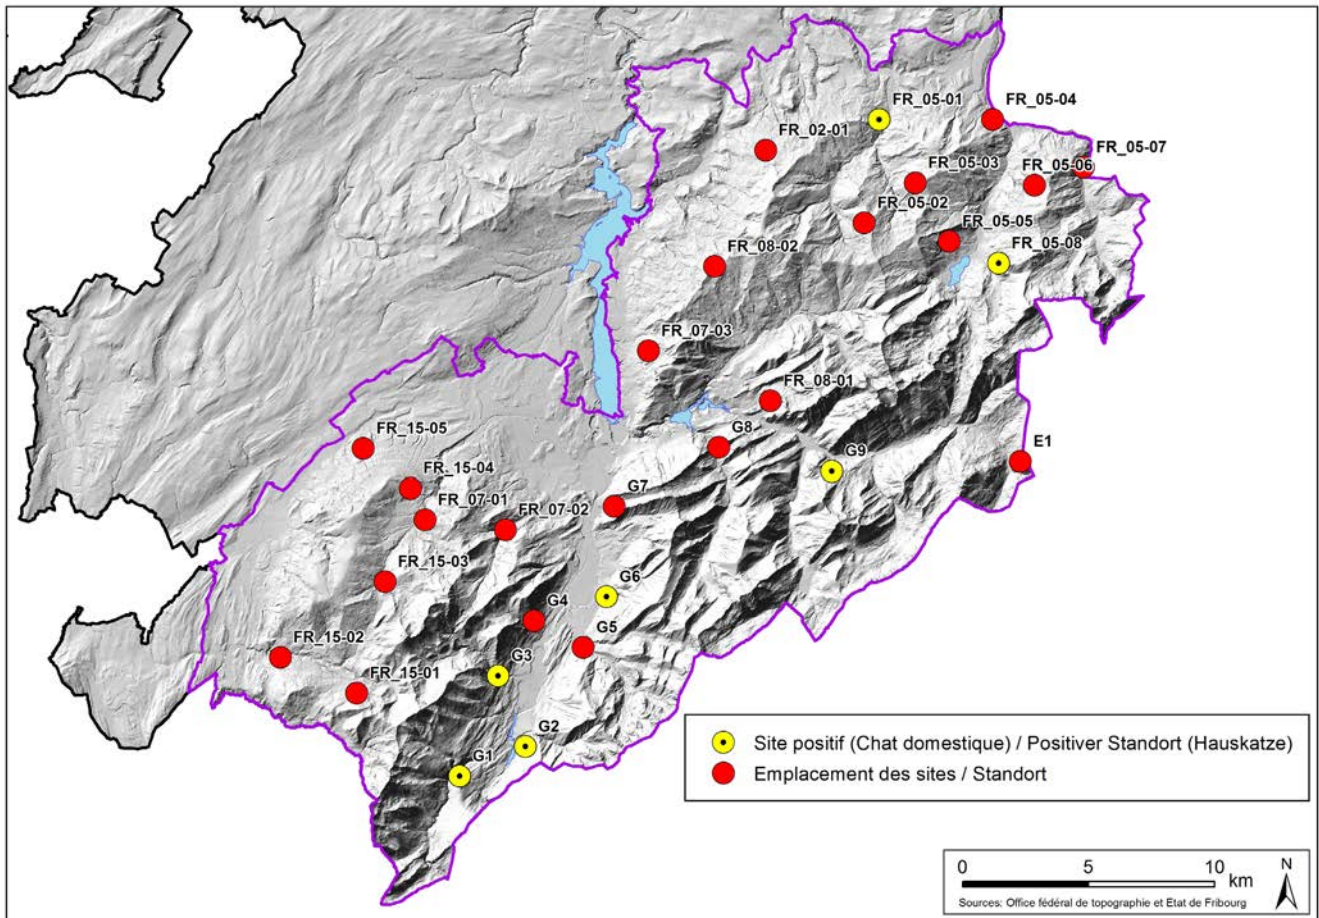 FR_05-01
FR_05-04
FR_02-01
FR_05-07
FR_05-03
FR_05-06
FR_05-02
FR_05-05
FR_05-08
FR_08-02
FR_07-03
FR_08-01
G8
E1
G9
FR_15-05
FR_15-04
FR_07-01
G7
FR_07-02
FR_15-03
G6
G4
G5
FR_15-02
FR_15-01
G3
G2
G1
Site positif (Chat domestique) / Positiver Standort (Hauskatze)
Emplacement des sites / Standort
0 5 10
km
N
Sources: Office fédéral de topographie et Etat de Fribourg